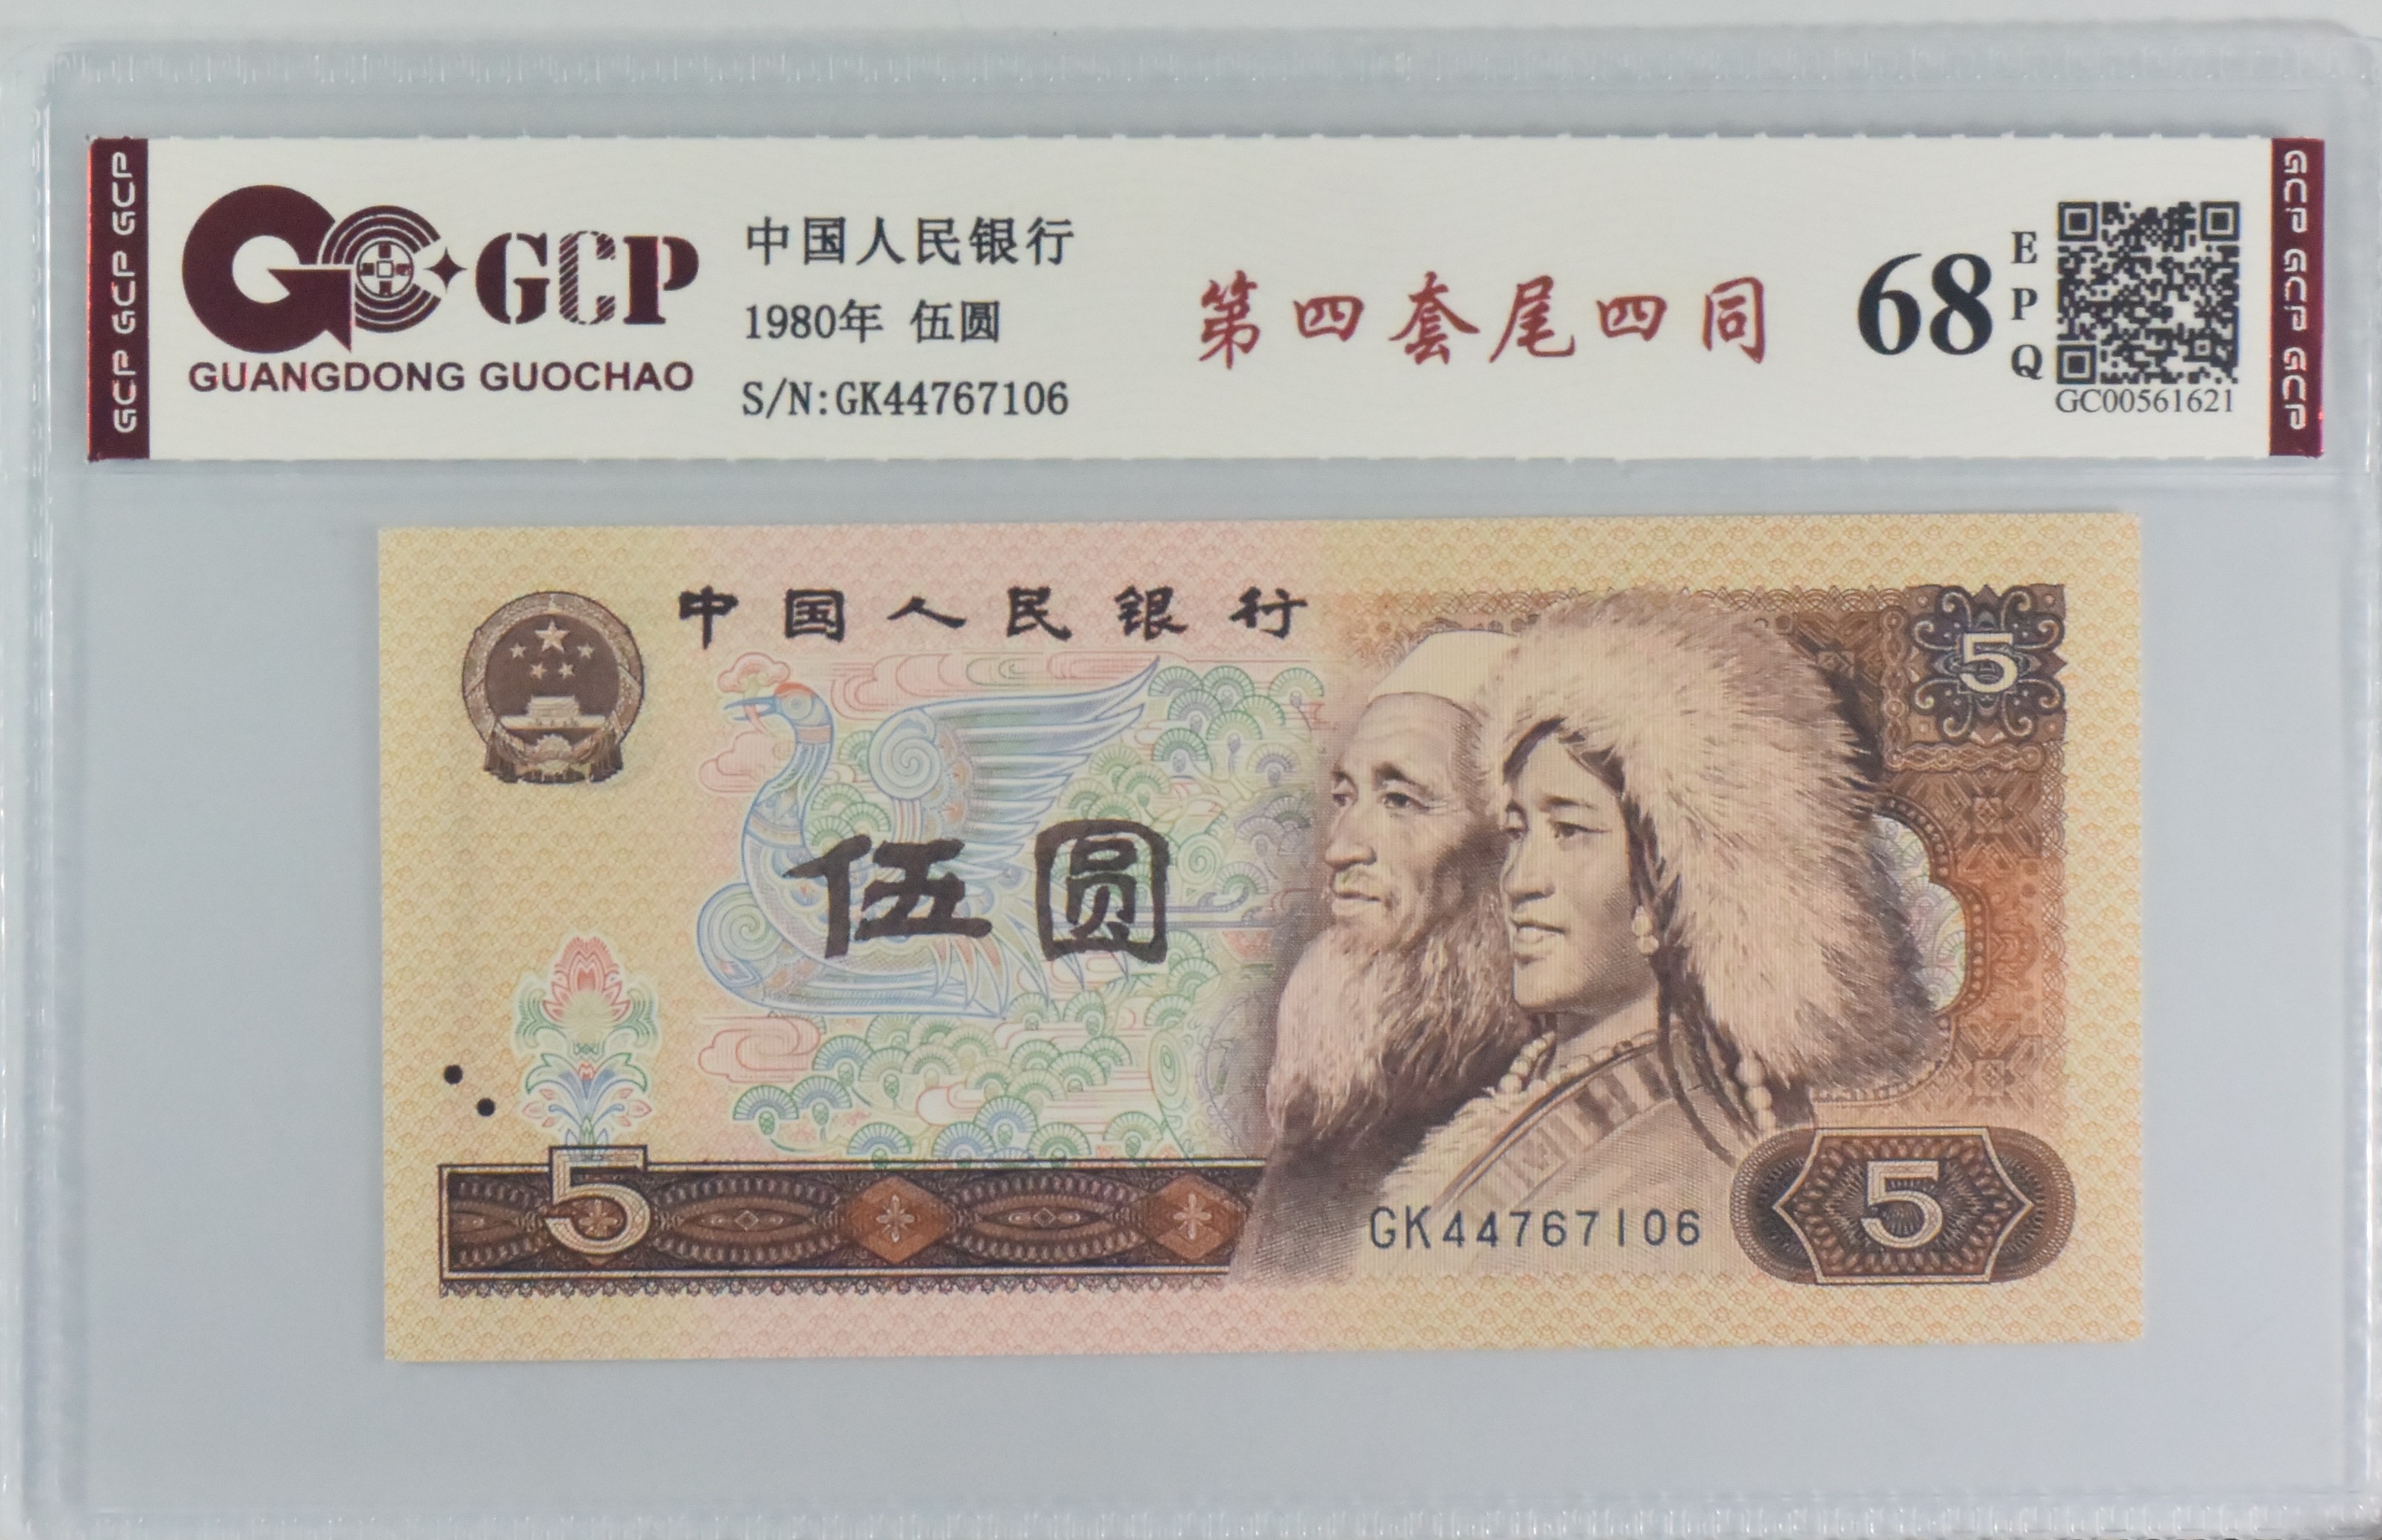 GCP GCP GCP
GCP
GUANGDONG GUOCHAO
中国人民银行
1980年 伍圆
S/N:GK44767106
第四套尾四同
68
EPQ
GC00561621
GCP GCP GCP
中国人民银行
5
伍圆
5
GK44767106
5